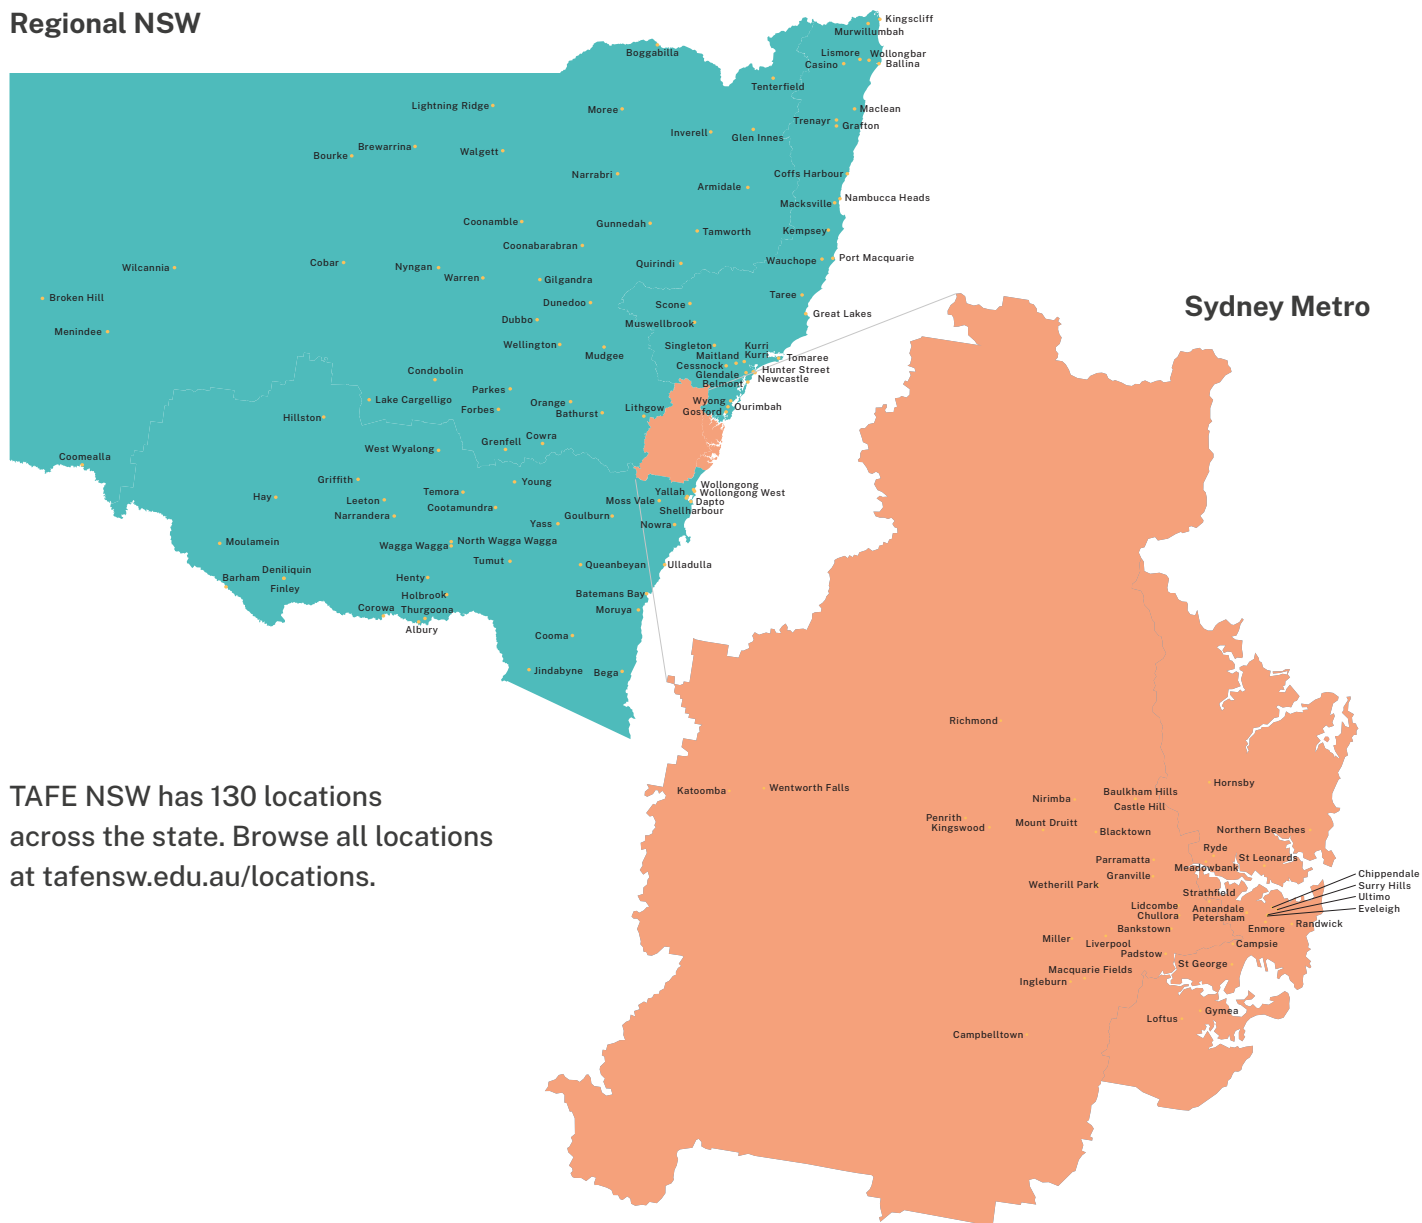 Regional NSW
Kingscliff
Murwillumbah
Boggabilla
Lismore
Wollongbar
Casino
Ballina
Tenterfield
Lightning Ridge
Moree
Maclean
Trenayr
Grafton
Inverell
Glen Innes
Brewarrina
Bourke
Walgett
Narrabri
Coffs Harbour
Armidale
Nambucca Heads
Macksville
Coonamble
Gunnedah
Tamworth
Kempsey
Coonabarabran
Wauchope
Port Macquarie
Wilcannia
Cobar
Nyngan
Quirindi
Warren
Gilgandra
Broken Hill
Dunedoo
Scone
Taree
Great Lakes
Menindee
Dubbo
Muswellbrook
Wellington
Mudgee
Singleton
Kurri
Kurri
Maitland
Tomaree
Cessnock
Hunter Street
Glendale
Newcastle
Belmont
Condobolin
Parkes
Lake Cargelligo
Forbes
Orange
Bathurst
Lithgow
Wyong
Ourimbah
Gosford
Hillston
Cowra
Grenfell
West Wyalong
Coomealla
Griffith
Young
Wollongong
Wollongong West
Yallah
Dapto
Moss Vale
Shellharbour
Hay
Leeton
Temora
Cootamundra
Narrandera
Goulburn
Yass
Nowra
Moulamein
North Wagga Wagga
Wagga Wagga
Tumut
Queanbeyan
Ulladulla
Deniliquin
Barham
Finley
Henty
Holbrook
Batemans Bay
Corowa
Thurgoona
Moruya
Albury
Cooma
Jindabyne
Bega
Sydney Metro
Richmond
Katoomba
Wentworth Falls
Hornsby
Baulkham Hills
Nirimba
Castle Hill
Penrith
Kingswood
Mount Druitt
Blacktown
Northern Beaches
Ryde
St Leonards
Parramatta
Meadowbank
Granville
Chippendale
Wetherill Park
Surry Hills
Strathfield
Ultimo
Lidcombe
Annandale
Eveleigh
Chullora
Petersham
Randwick
Bankstown
Enmore
Miller
Liverpool
Campsie
Padstow
St George
Macquarie Fields
Ingleburn
Gymea
Loftus
Campbelltown
TAFE NSW has 130 locations
across the state. Browse all locations
at tafensw.edu.au/locations.